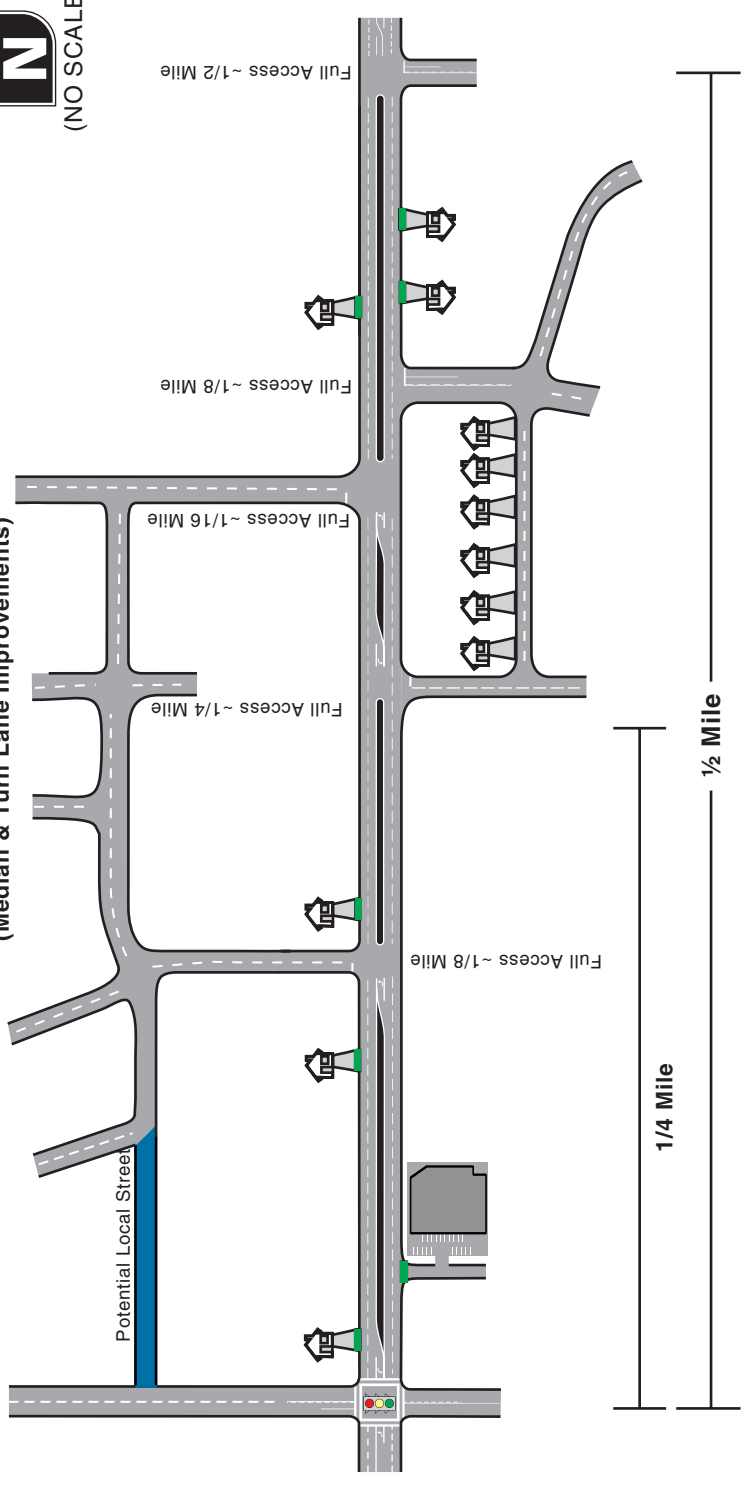 (Median & Turn Lane Improvements)
N
(NO SCALE
Full Access ~1/2 Mile
Full Access ~1/8 Mile
Full Access ~1/16 Mile
Full Access ~1/4 Mile
Full Access ~1/8 Mile
Potential Local Street
1/4 Mile
½ Mile